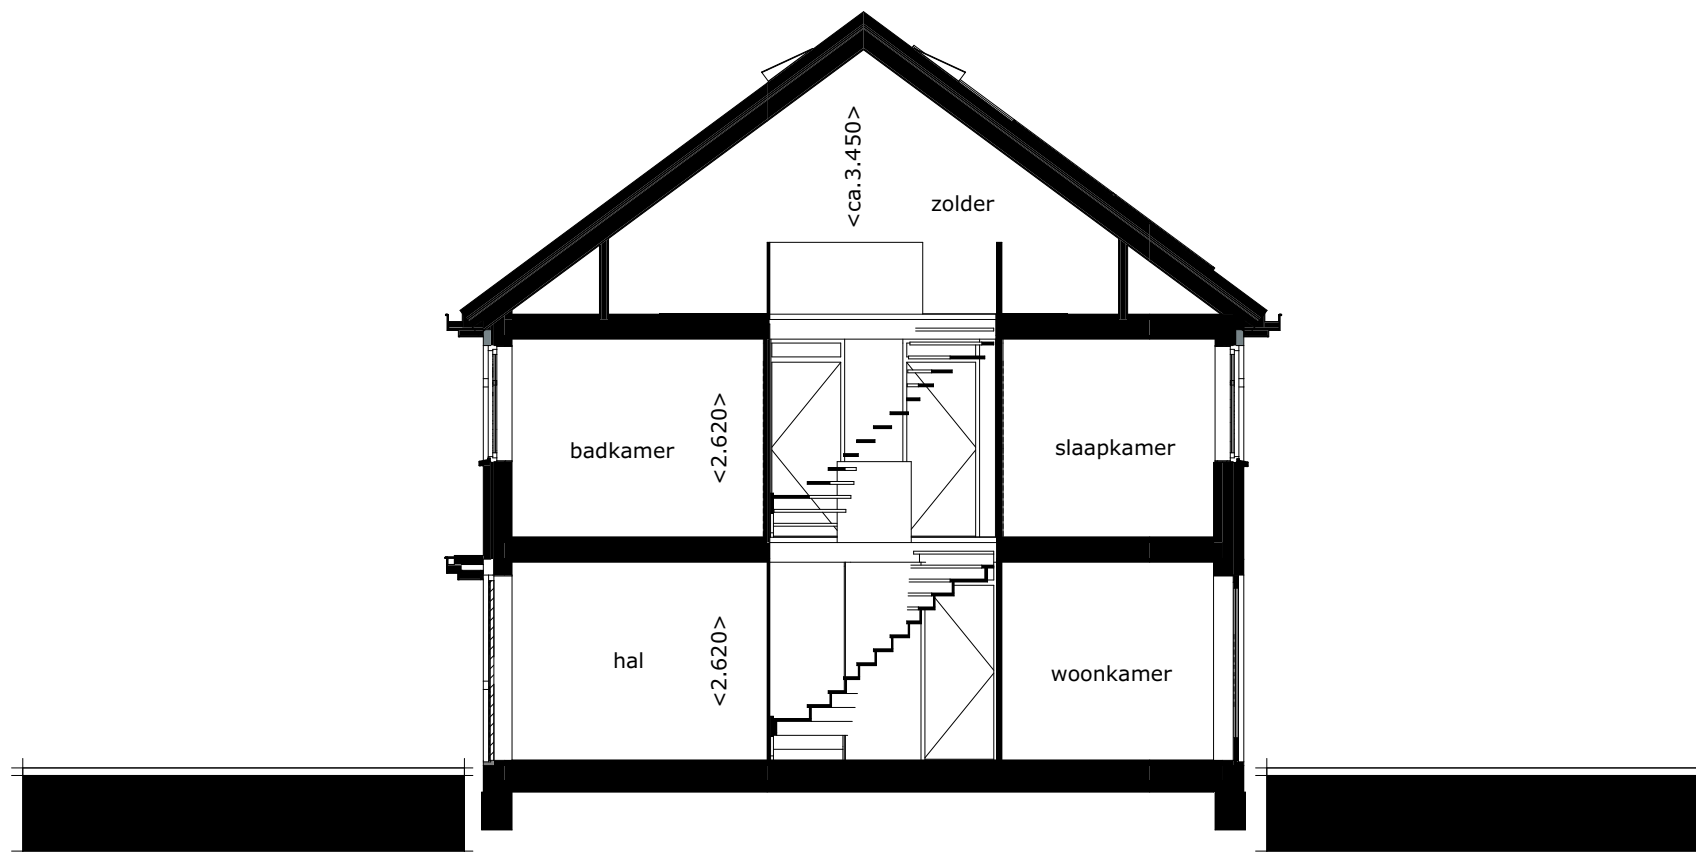 <ca.3.450>
zolder
badkamer
<2.620>
slaapkamer
hal
<2.620>
woonkamer